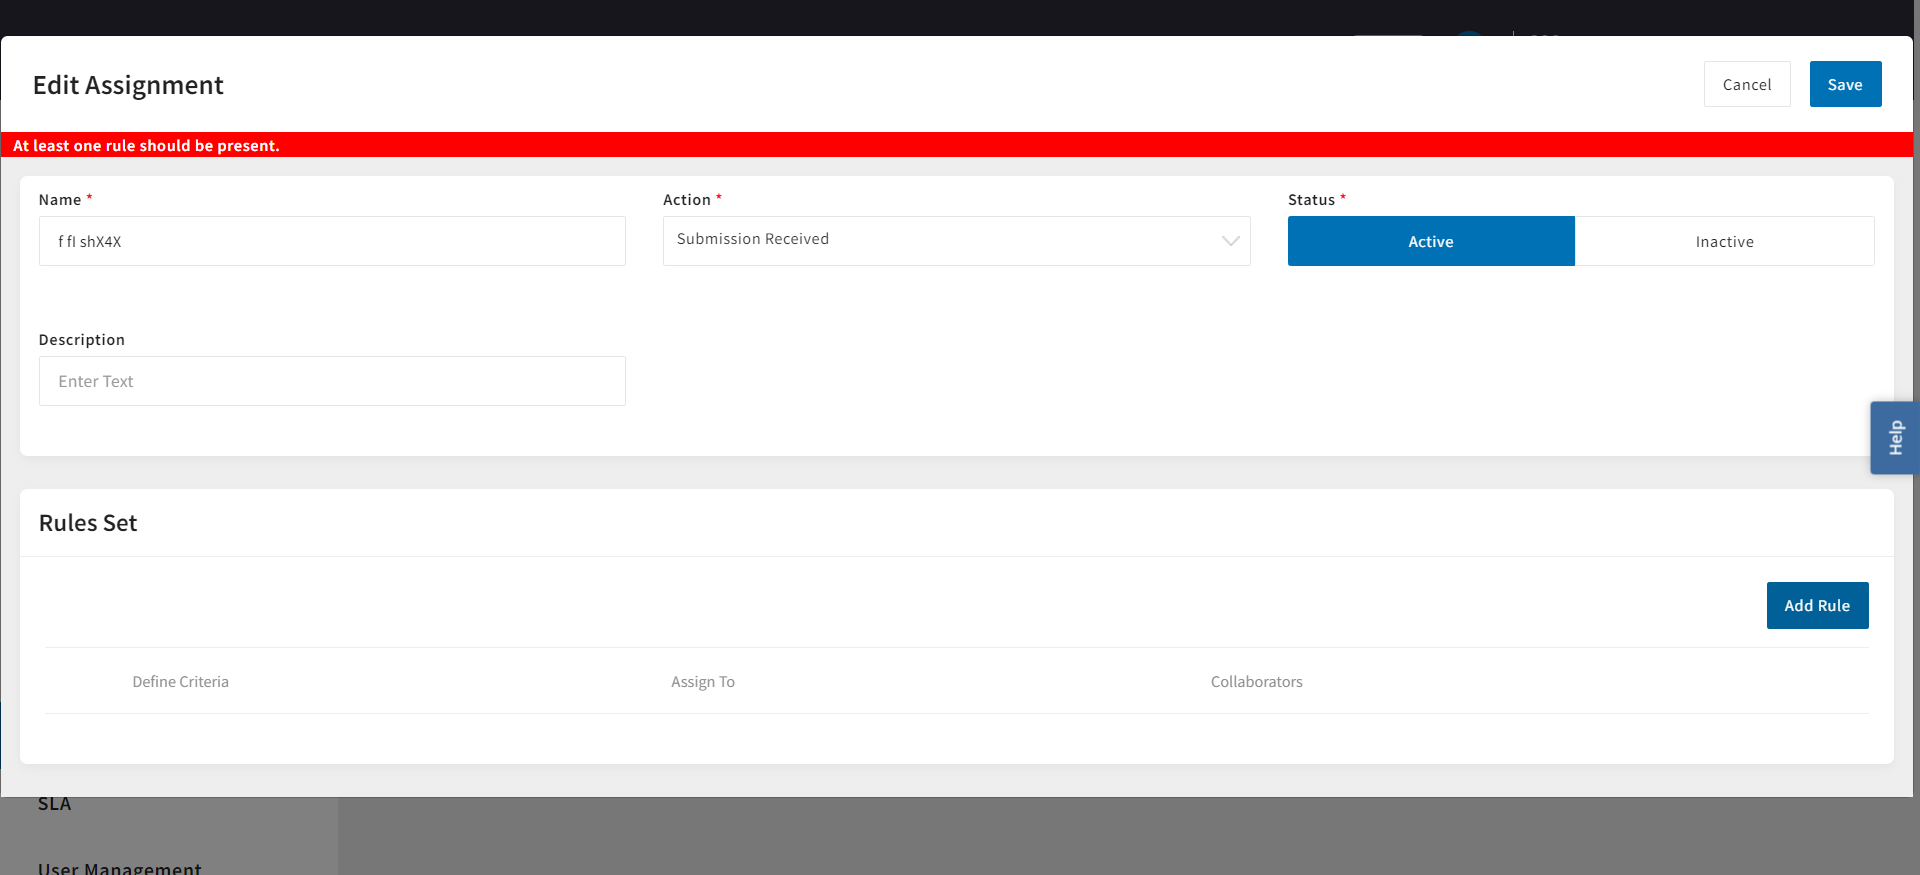 Edit Assignment
Cancel
Save
At least one rule should be present.
Name *
Action *
Status *
f fI shX4X
Submission Received
Active
Inactive
Description
Enter Text
Help
Rules Set
Add Rule
Define Criteria
Assign To
Collaborators
SLA
User Management